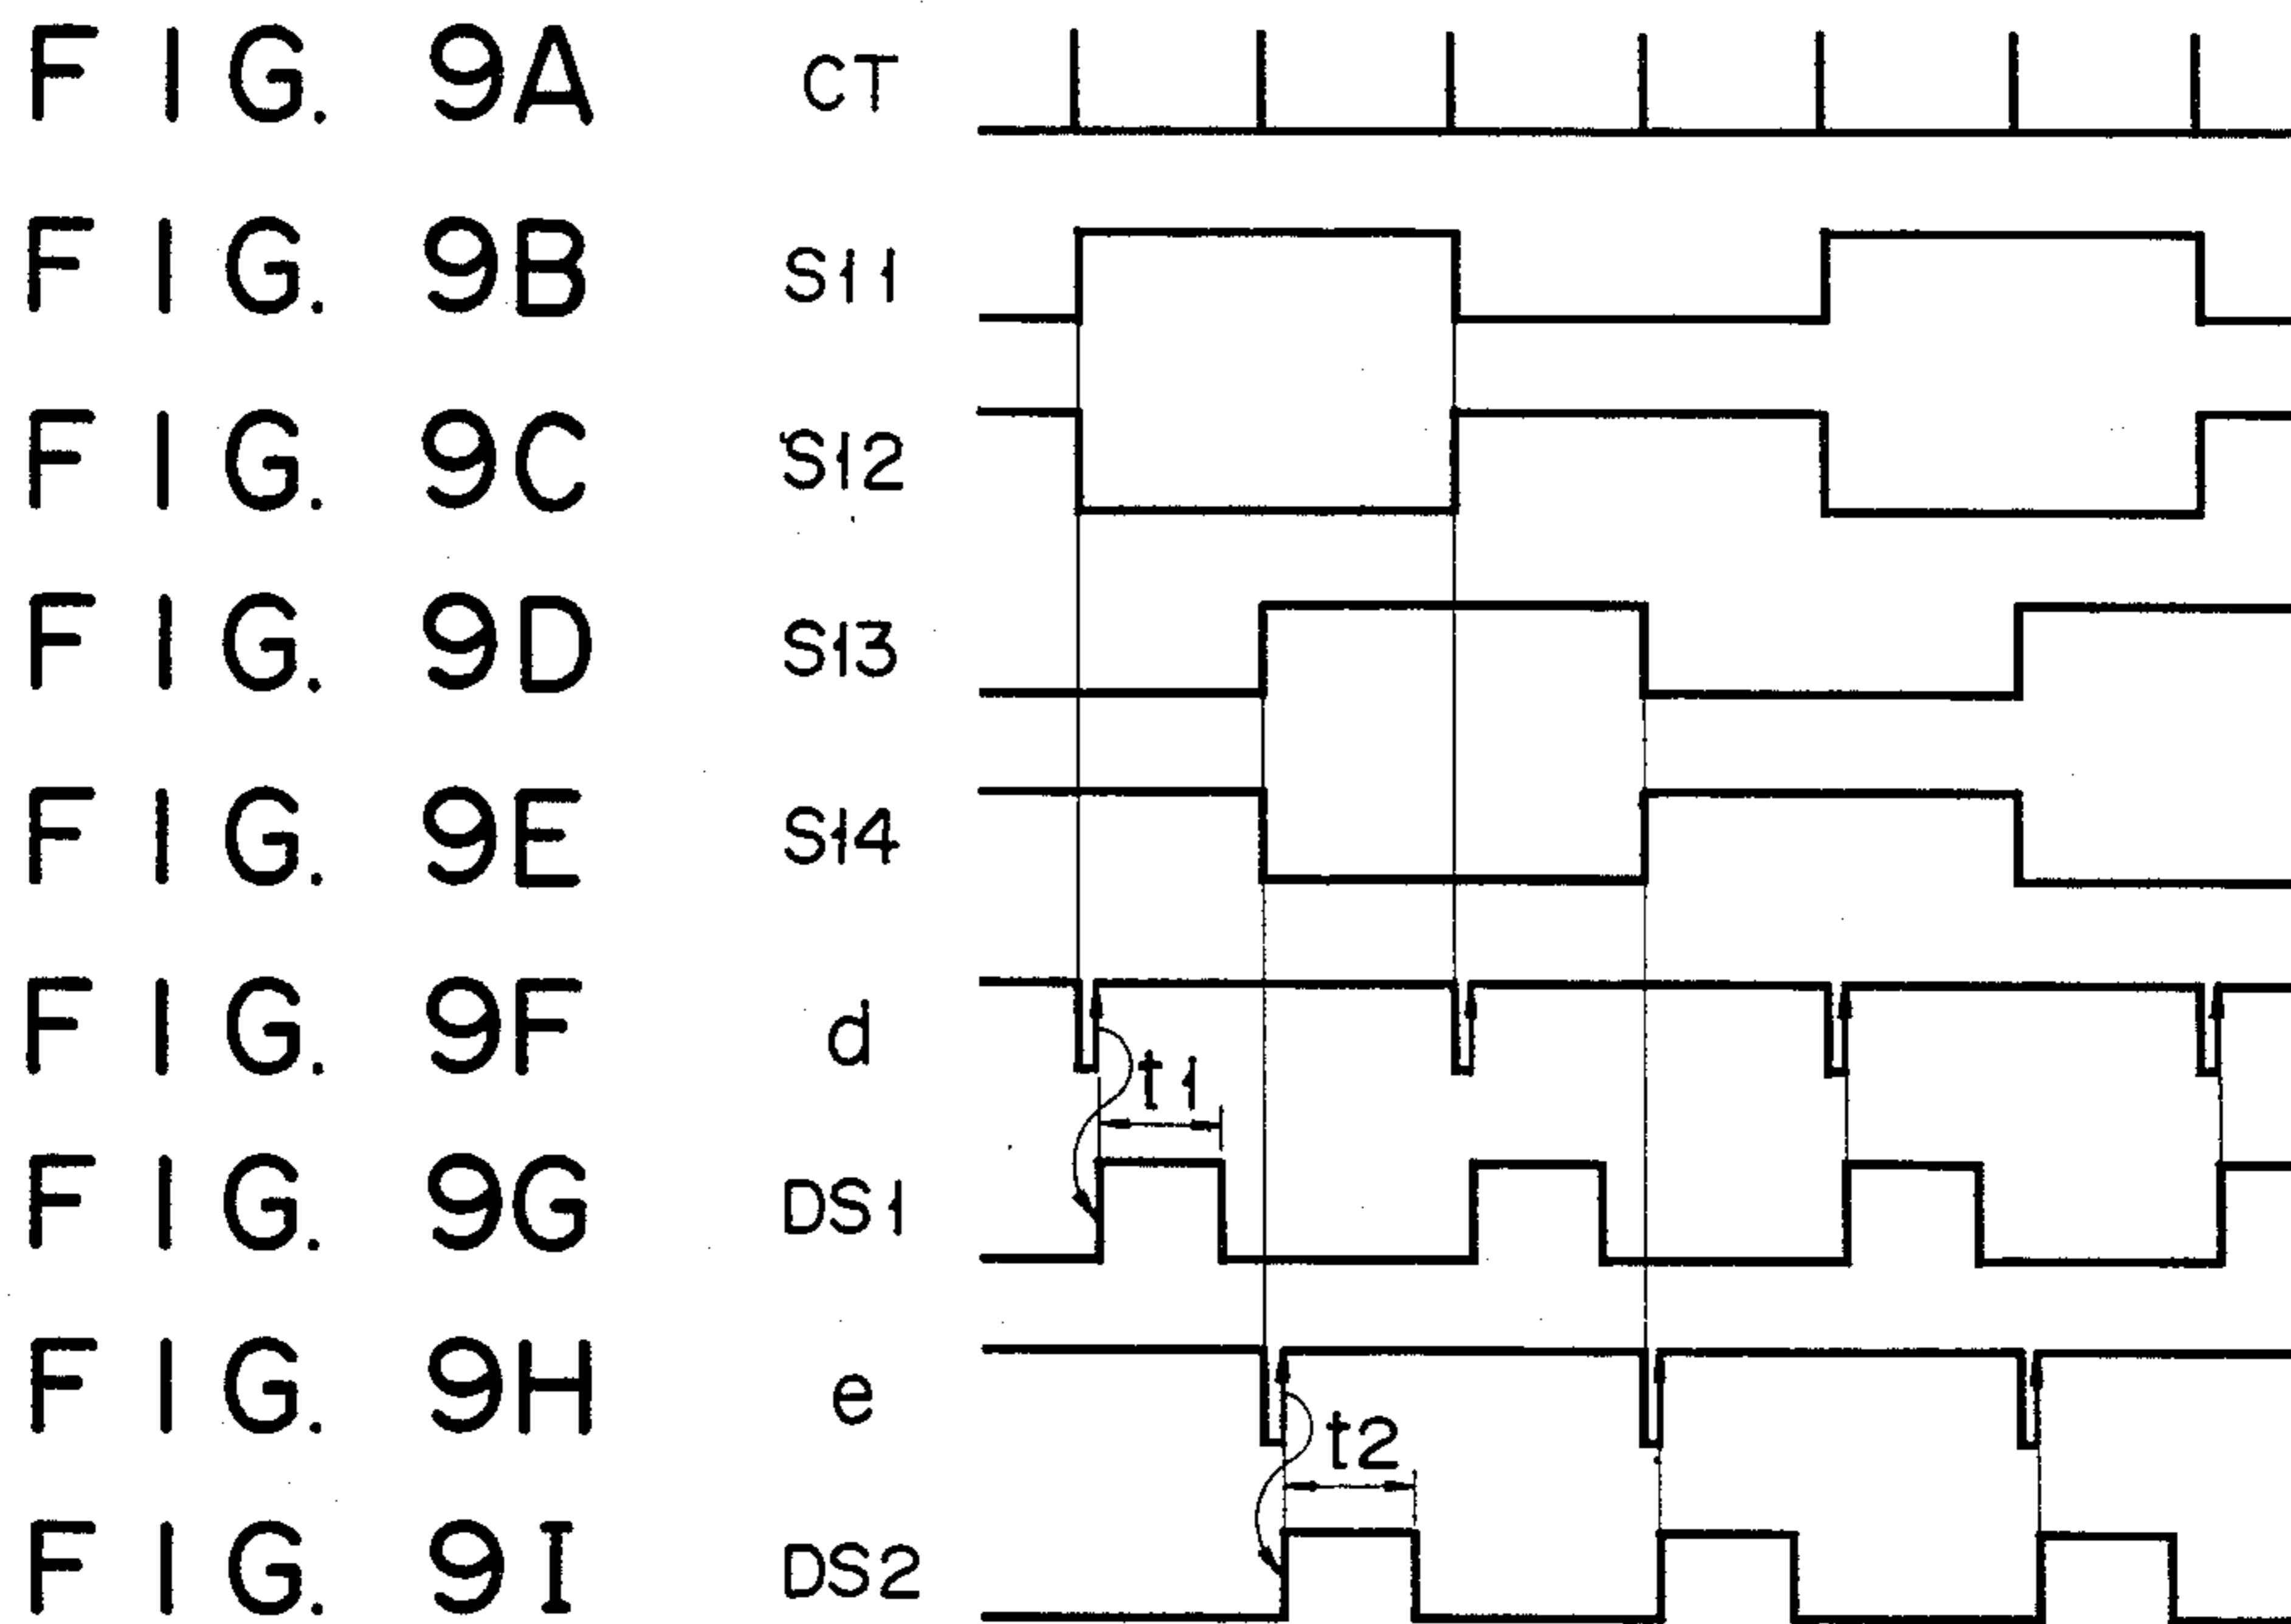 FIG. 9A CT
FIG. 9B S11
FIG. 9C S12
FIG. 9D S13
FIG. 9E S14
FIG. 9F d
t1
FIG. 9G DS1
FIG. 9H e
t2
FIG. 9I DS2